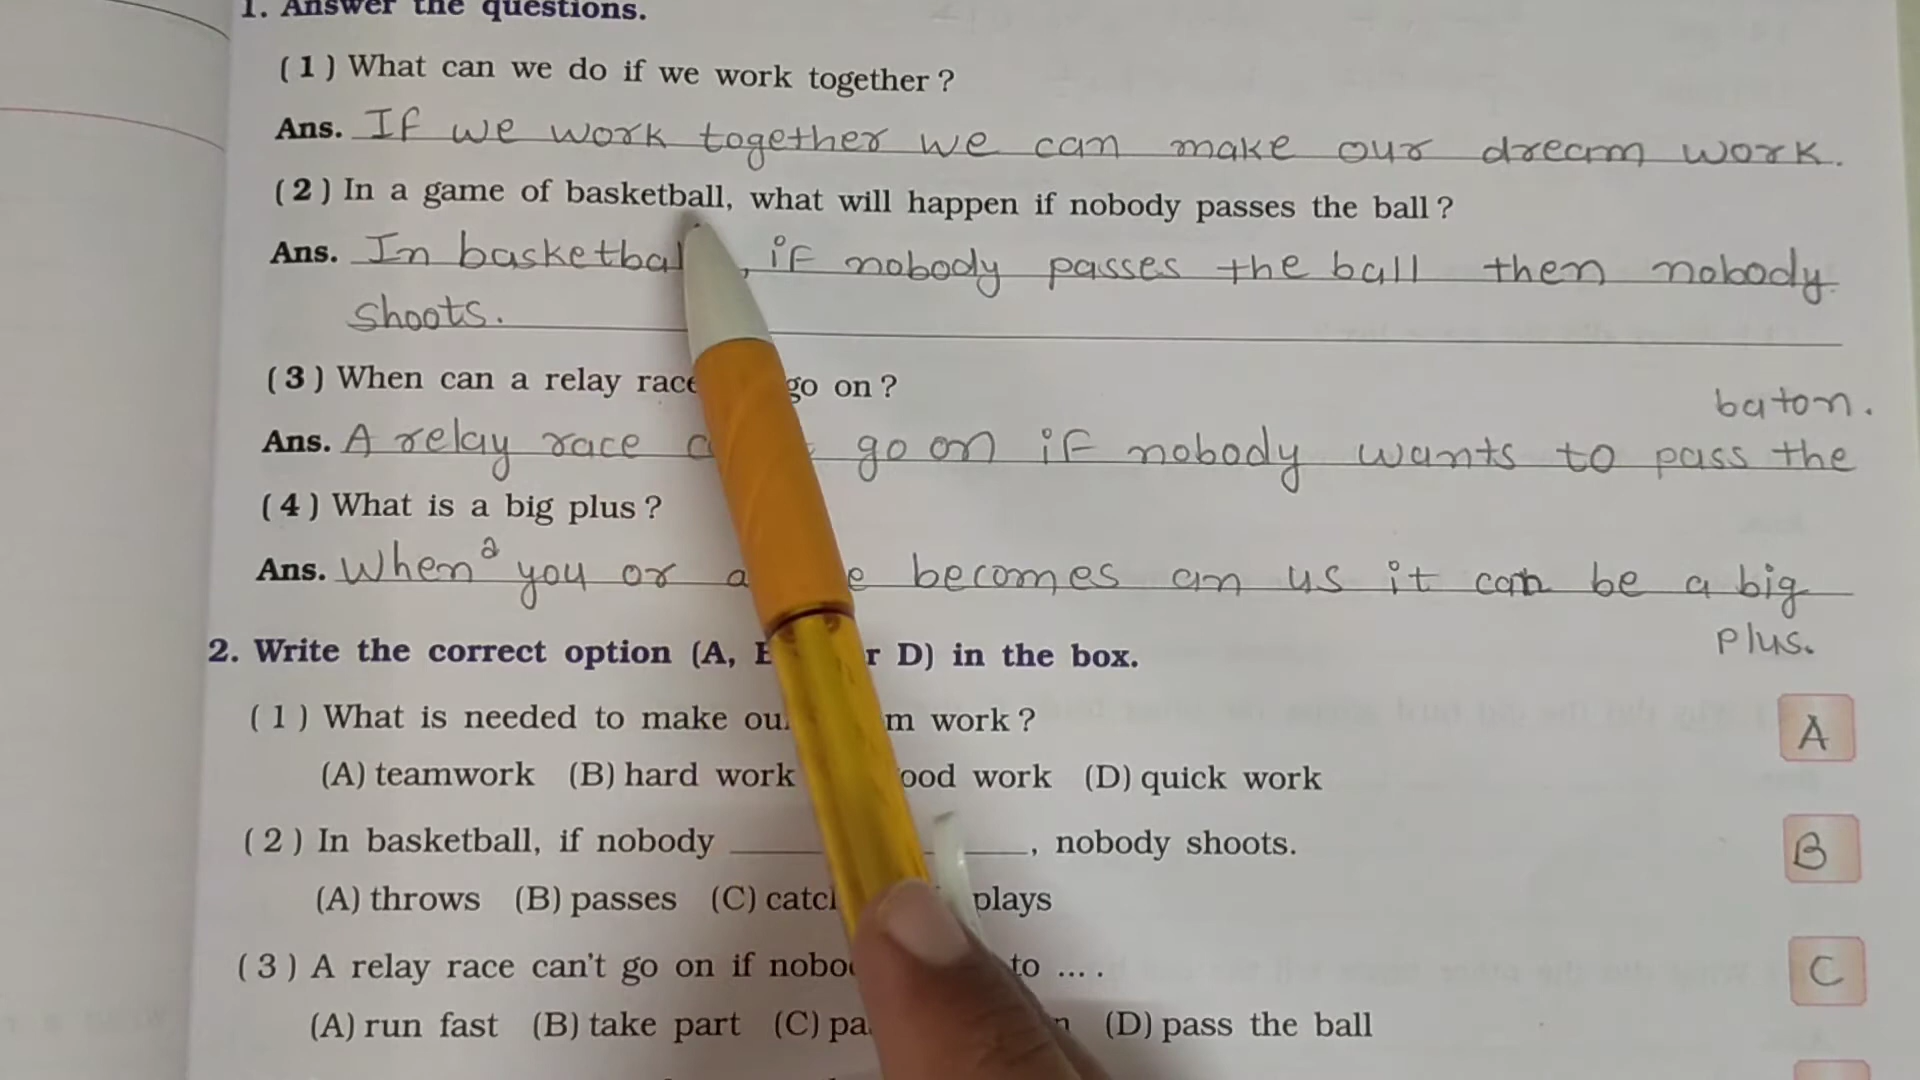 1. Answer the questions.
(1) What can we do if we work together?
Ans. If we work together we can make our dream work.
(2) In a game of basketball, what will happen if nobody passes the ball?
Ans. In basketball, if nobody passes the ball then nobody
shoots.
(3) When can a relay race go on?
baton.
Ans. A relay race go on if nobody wants to pass the
(4) What is a big plus?
Ans. When a you or a becomes an us it can be a big
plus.
2. Write the correct option (A, r D) in the box.
(1) What is needed to make our m work? A
(A) teamwork (B) hard work ood work (D) quick work
(2) In basketball, if nobody ________, nobody shoots. B
(A) throws (B) passes (C) catc plays
(3) A relay race can't go on if nobo to .... C
(A) run fast (B) take part (C) pa n (D) pass the ball